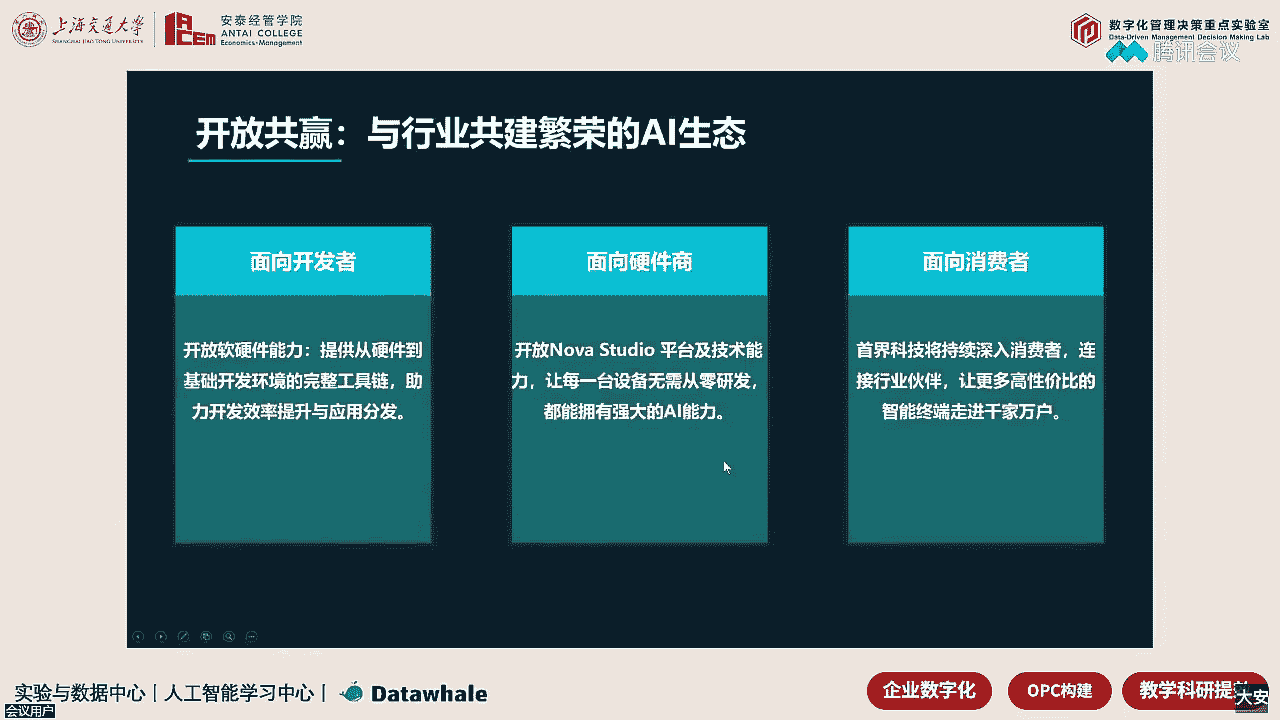 上海交通大学
SHANGHAI JIAO TONG UNIVERSITY
ACEM
安泰经管学院
ANTAI COLLEGE
Economics & Management
数字化管理决策重点实验室
Data-Driven Management Decision Making Lab
腾讯会议
开放共赢：与行业共建繁荣的AI生态
面向开发者
开放软硬件能力：提供从硬件到
基础开发环境的完整工具链，助
力开发效率提升与应用分发。
面向硬件商
开放Nova Studio 平台及技术能
力，让每一台设备无需从零研发，
都能拥有强大的AI能力。
面向消费者
首界科技将持续深入消费者，连
接行业伙伴，让更多高性价比的
智能终端走进千家万户。
实验与数据中心 | 人工智能学习中心 |
Datawhale
企业数字化
OPC构建
教学科研提
大安
会议用户